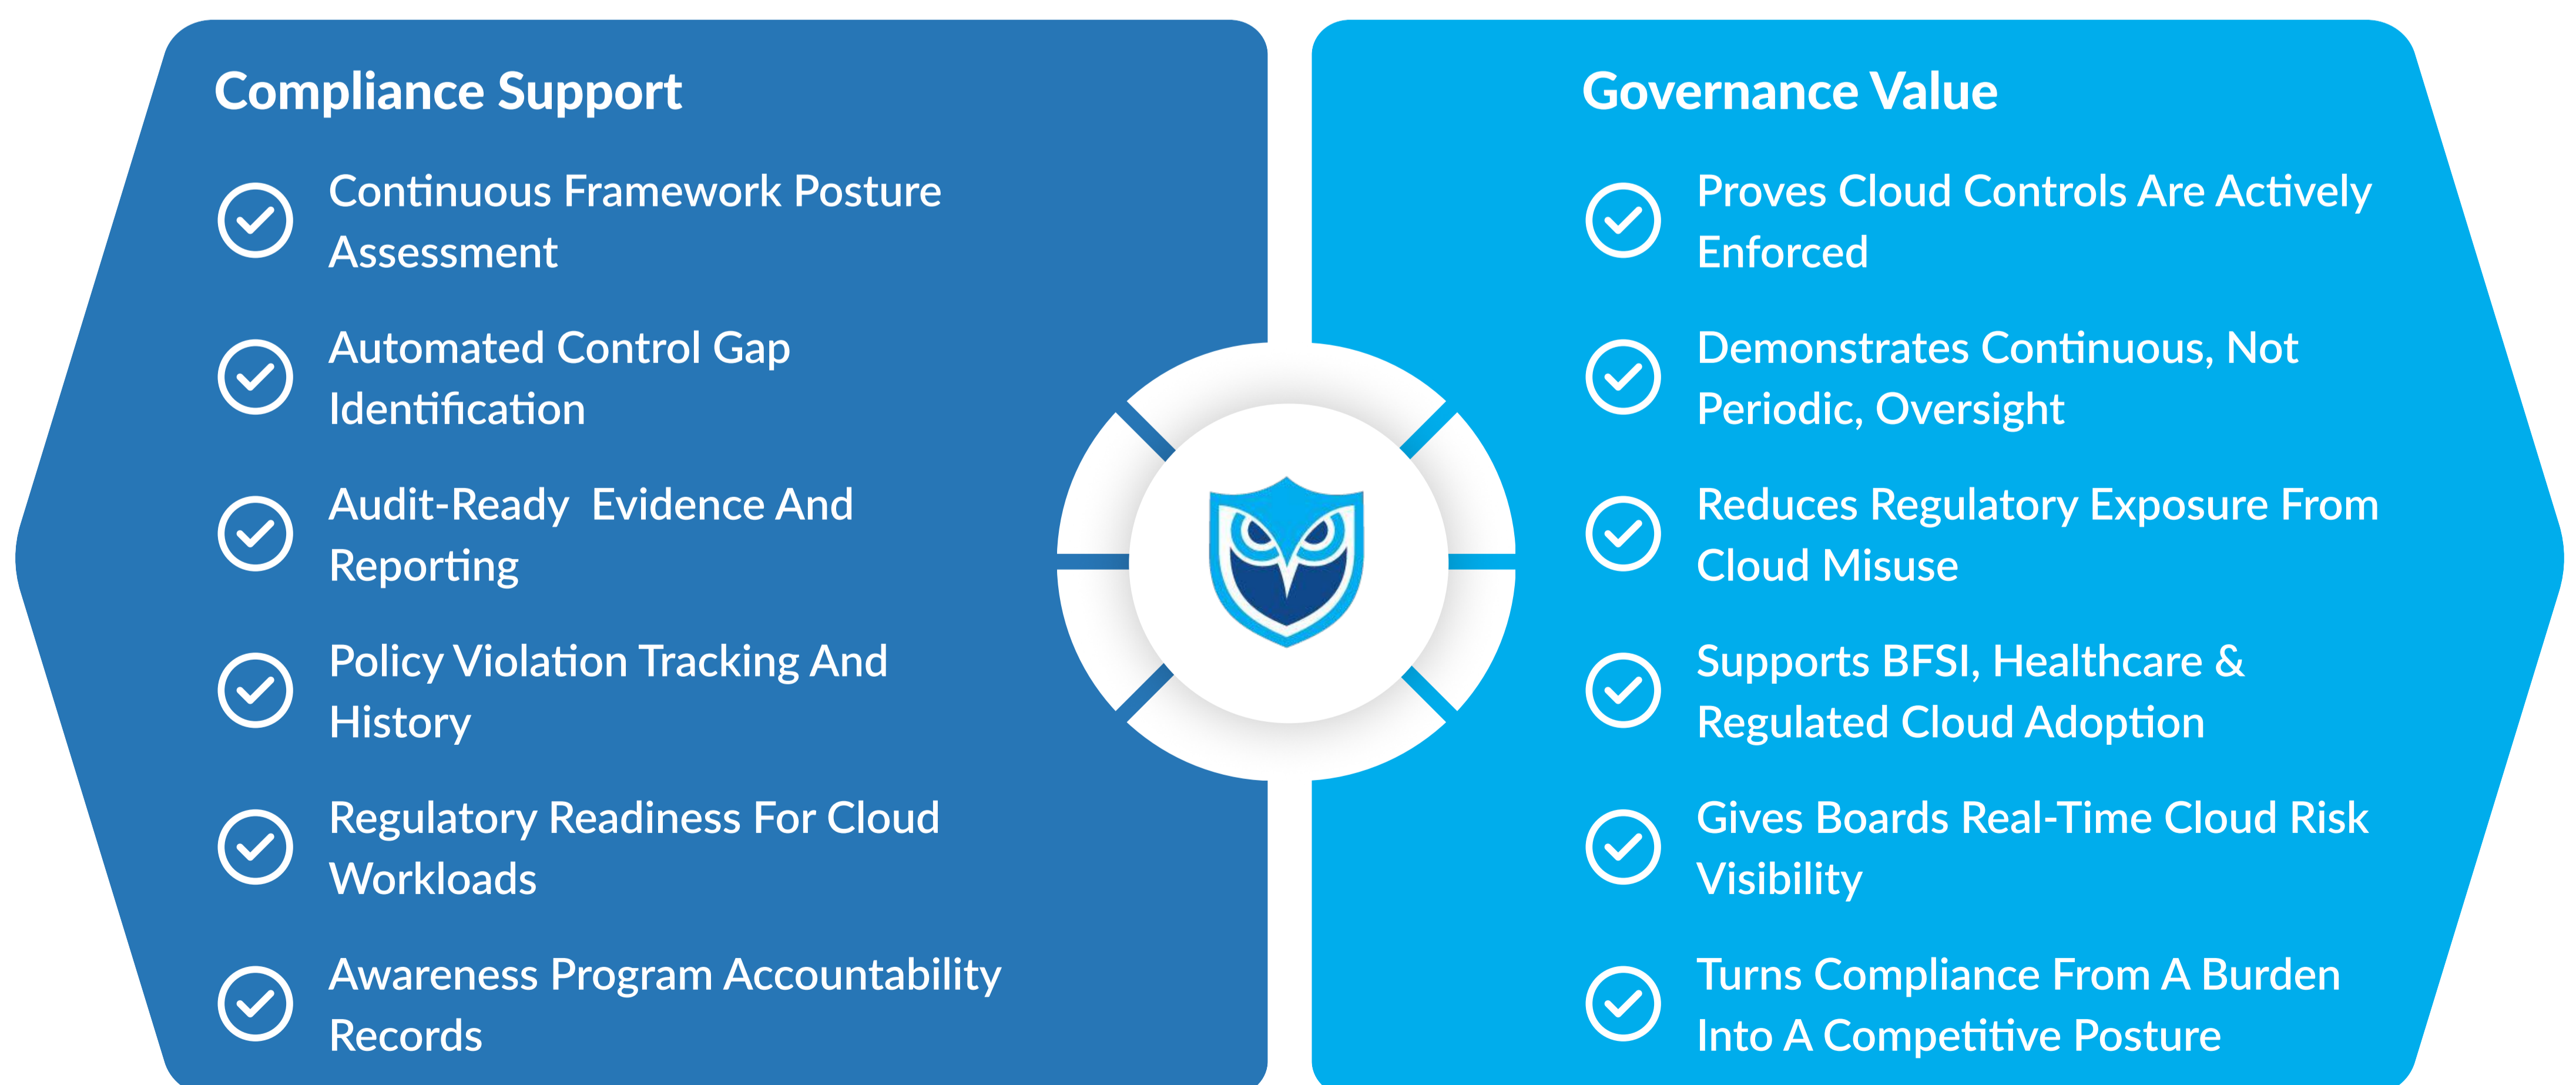 Compliance Support
Continuous Framework Posture
Assessment
Automated Control Gap
Identification
Audit-Ready  Evidence And
Reporting
Policy Violation Tracking And
History
Regulatory Readiness For Cloud
Workloads
Awareness Program Accountability
Records
Governance Value
Proves Cloud Controls Are Actively
Enforced
Demonstrates Continuous, Not
Periodic, Oversight
Reduces Regulatory Exposure From
Cloud Misuse
Supports BFSI, Healthcare &
Regulated Cloud Adoption
Gives Boards Real-Time Cloud Risk
Visibility
Turns Compliance From A Burden
Into A Competitive Posture